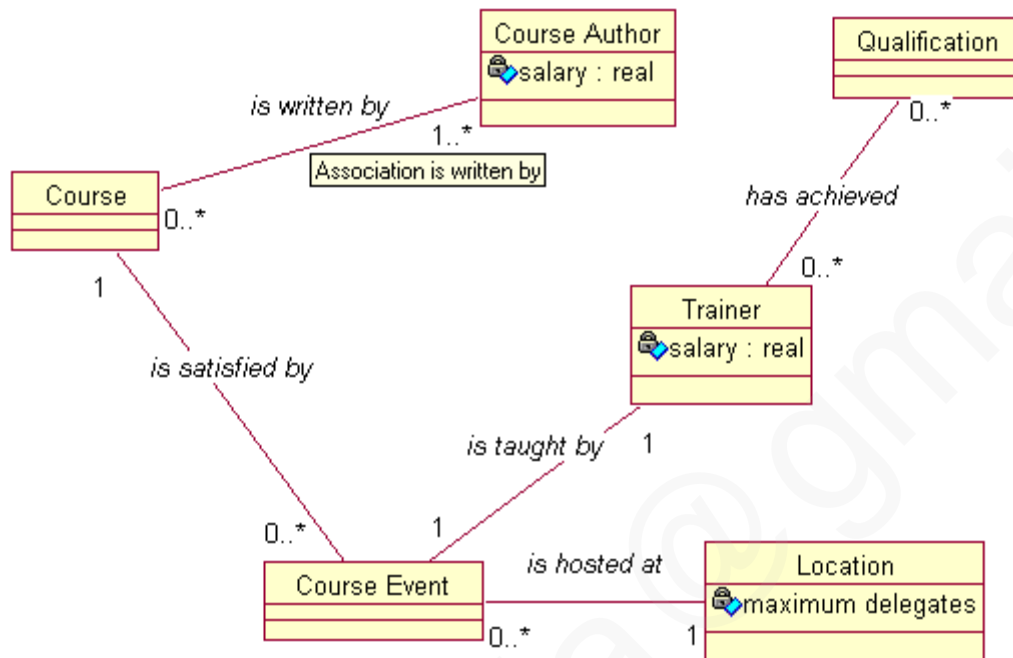 Course Author
salary : real
Qualification
0..*
is written by
1..*
Association is written by
has achieved
Course
0..*
1
0..*
Trainer
salary : real
is satisfied by
is taught by
1
0..*
1
Course Event
is hosted at
0..*
1
Location
maximum delegates
@gma